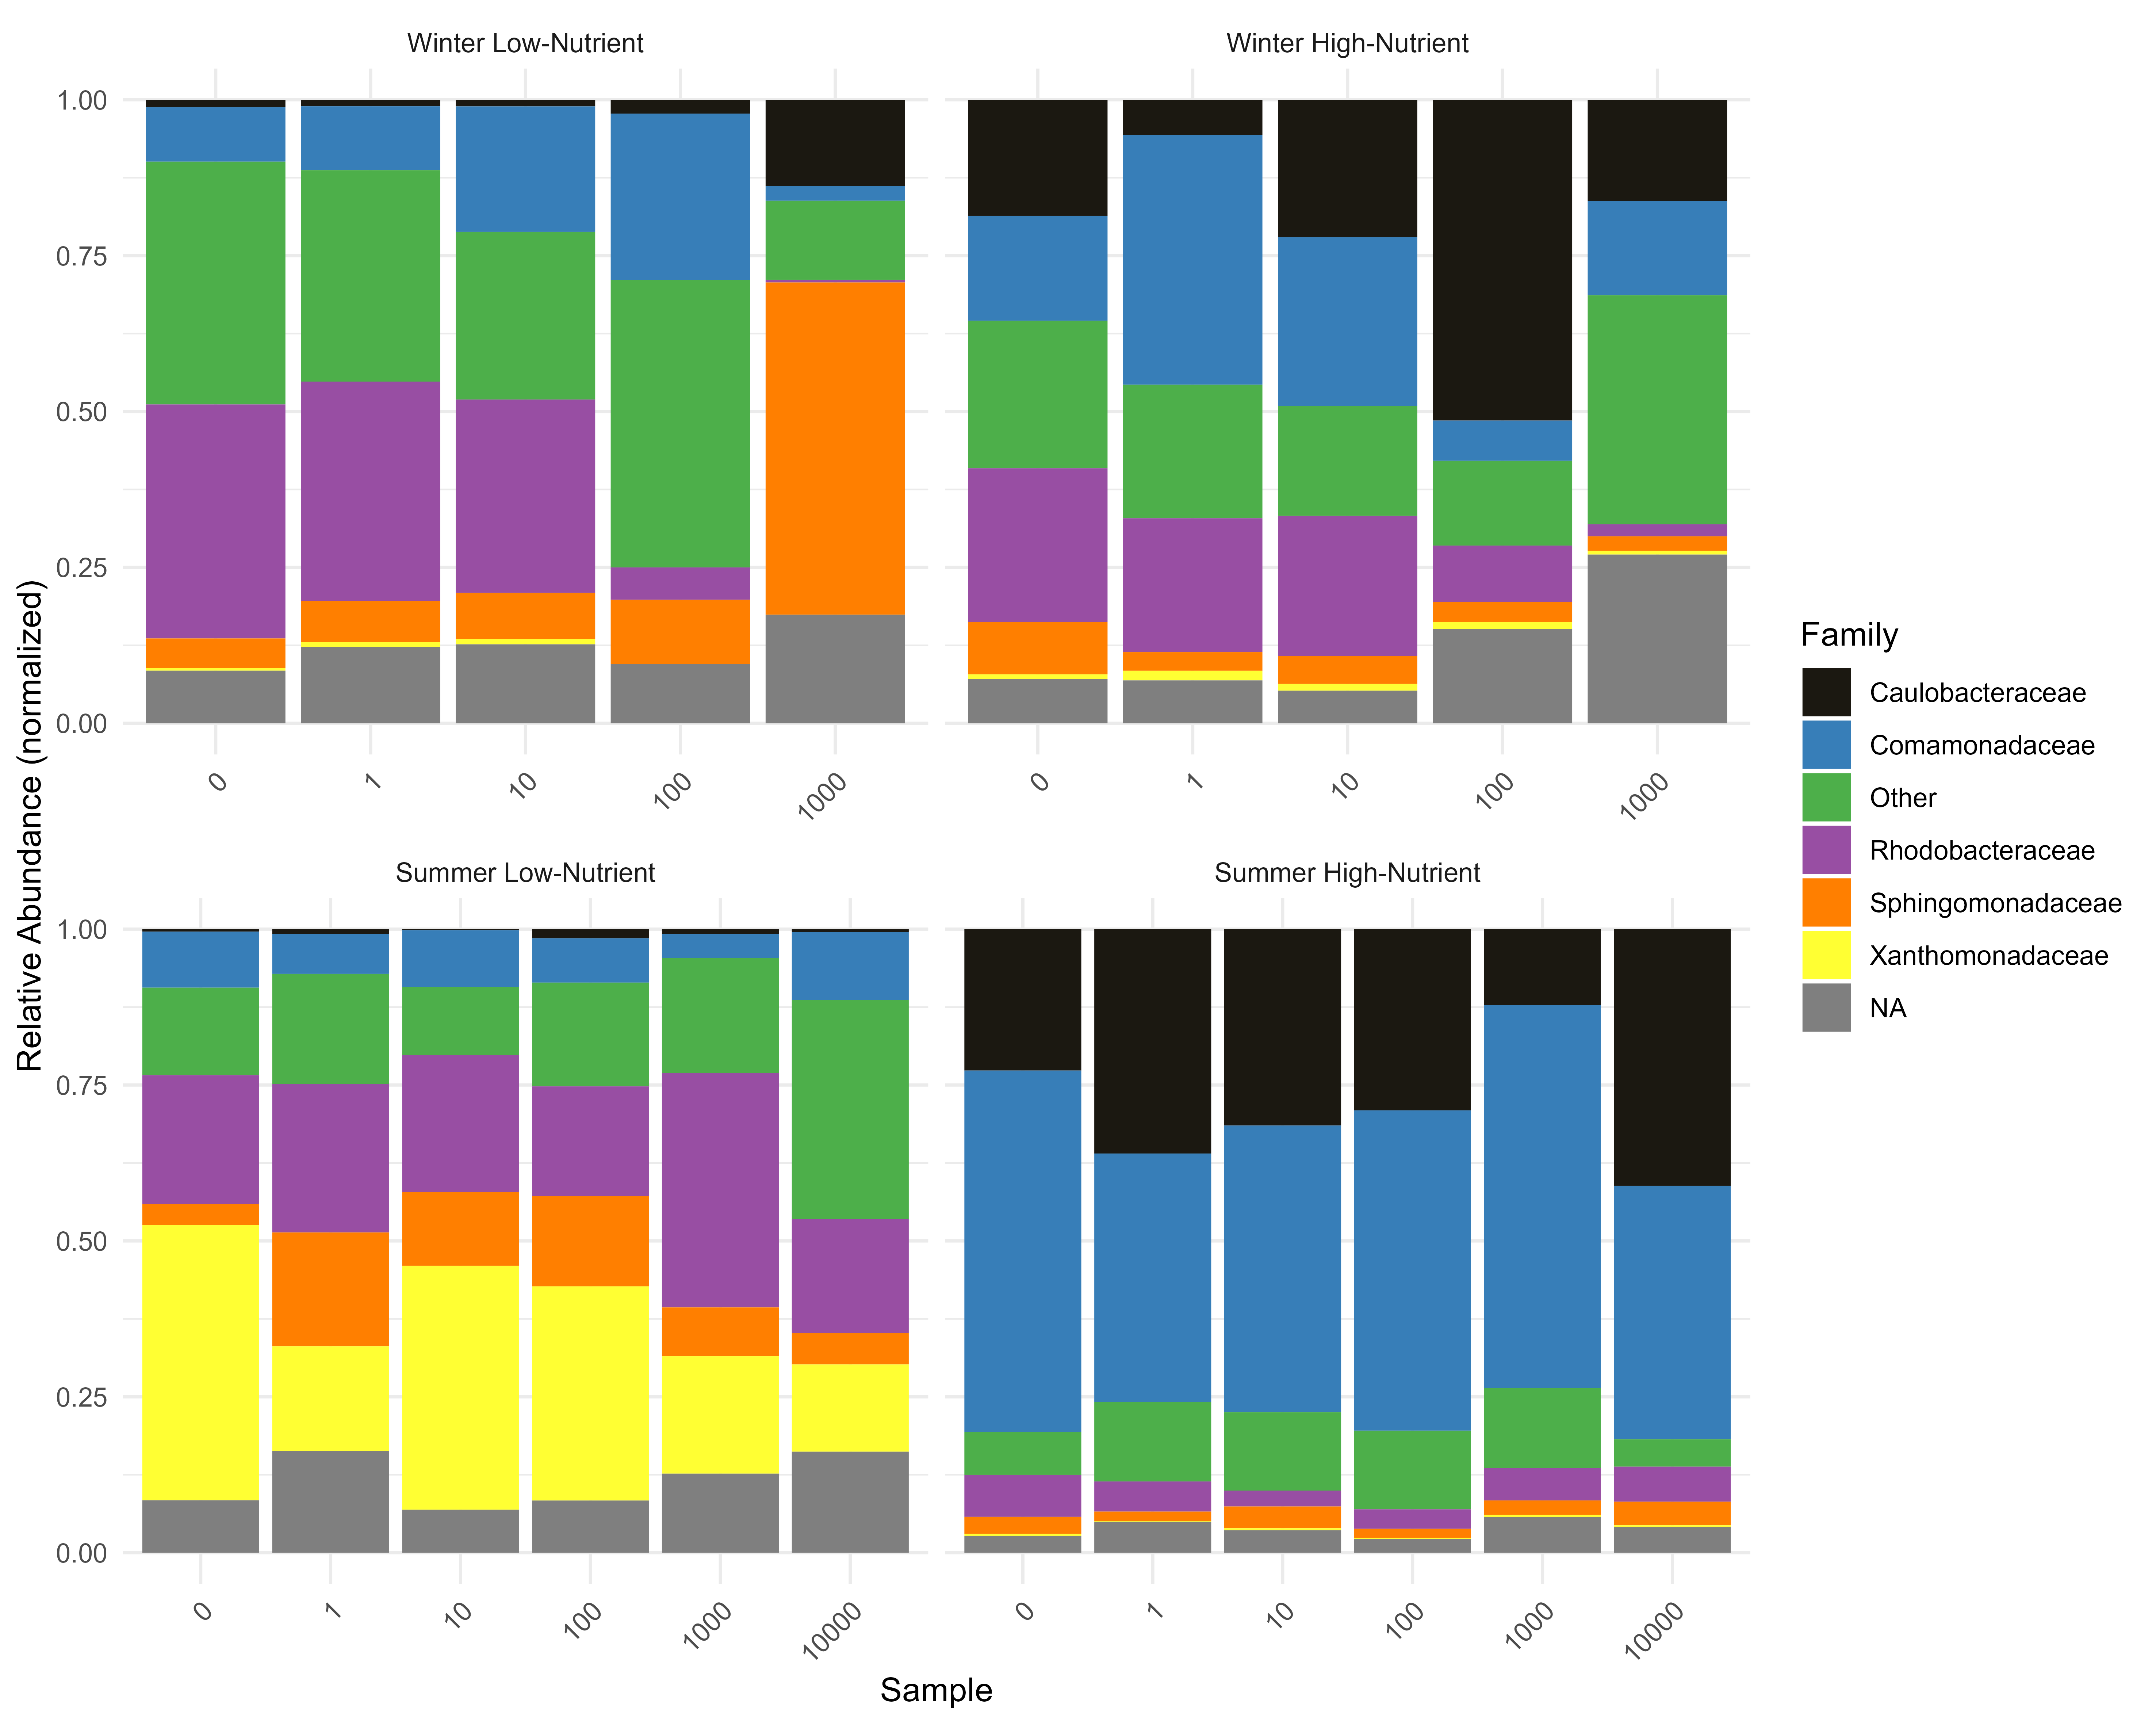 Winter Low-Nutrient
Winter High-Nutrient
1.00
0.75
0.50
0.25
0.00
0 1 10 100 1000
0 1 10 100 1000
Summer Low-Nutrient
Summer High-Nutrient
1.00
0.75
0.50
0.25
0.00
0 1 10 100 1000 10000
0 1 10 100 1000 10000
Relative Abundance (normalized)
Sample
Family
Caulobacteraceae
Comamonadaceae
Other
Rhodobacteraceae
Sphingomonadaceae
Xanthomonadaceae
NA